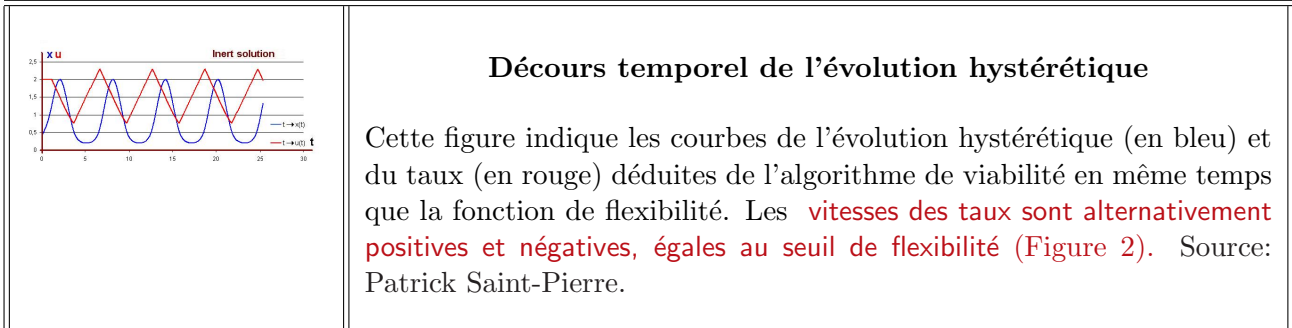 x u
Inert solution
2,5
2
1,5
1
0,5
0
0 5 10 15 20 25 30
t→x(t)
t→u(t)
t
Décours temporel de l'évolution hystérétique
Cette figure indique les courbes de l'évolution hystérétique (en bleu) et
du taux (en rouge) déduites de l'algorithme de viabilité en même temps
que la fonction de flexibilité. Les vitesses des taux sont alternativement
positives et négatives, égales au seuil de flexibilité (Figure 2). Source:
Patrick Saint-Pierre.